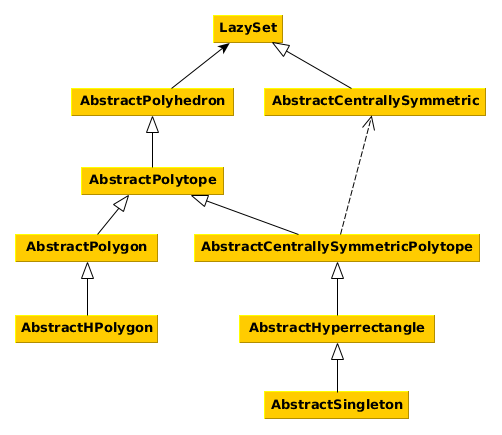 LazySet
AbstractPolyhedron
AbstractCentrallySymmetric
AbstractPolytope
AbstractPolygon
AbstractCentrallySymmetricPolytope
AbstractHPolygon
AbstractHyperrectangle
AbstractSingleton